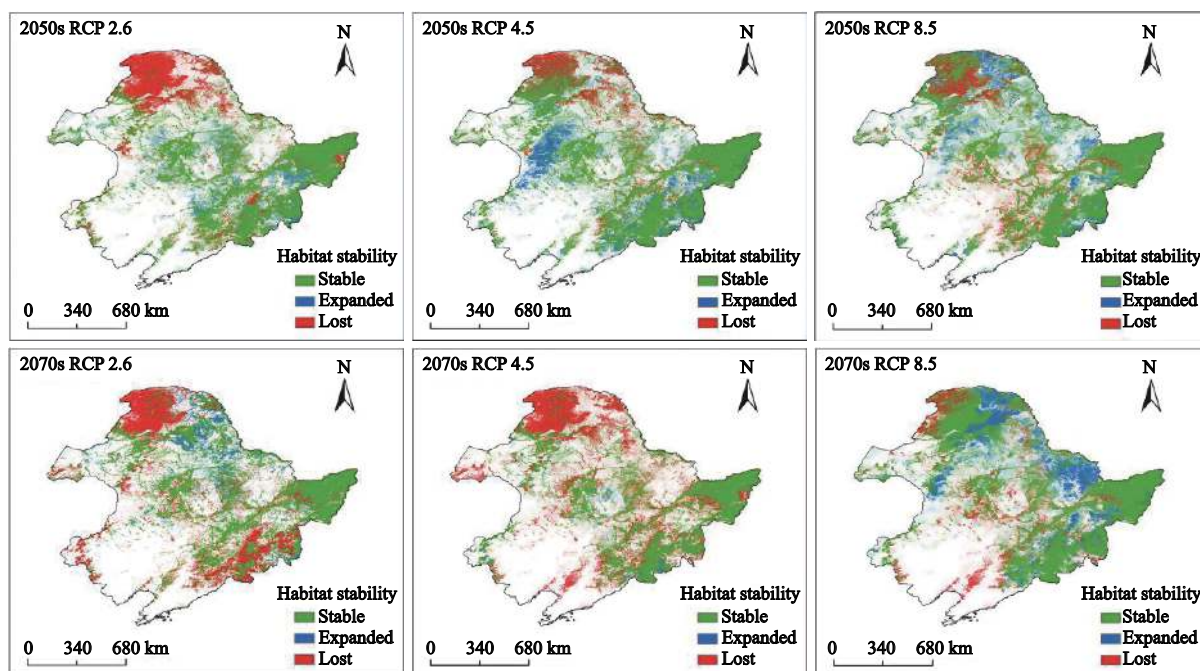 2050s RCP 2.6
N
Habitat stability
Stable
Expanded
Lost
0 340 680 km
2050s RCP 4.5
N
Habitat stability
Stable
Expanded
Lost
0 340 680 km
2050s RCP 8.5
N
Habitat stability
Stable
Expanded
Lost
0 340 680 km
2070s RCP 2.6
N
Habitat stability
Stable
Expanded
Lost
0 340 680 km
2070s RCP 4.5
N
Habitat stability
Stable
Expanded
Lost
0 340 680 km
2070s RCP 8.5
N
Habitat stability
Stable
Expanded
Lost
0 340 680 km